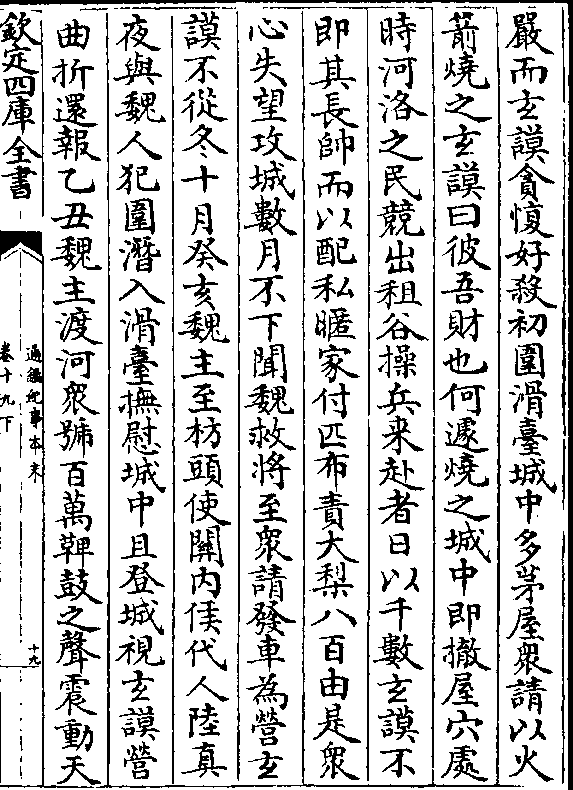 嚴而玄謨貪愎好殺初圍滑臺城中多茅屋衆請以火
箭燒之玄謨曰彼吾財也何遽燒之城中即撤屋穴處
時河洛之民競出租谷操兵来赴者日以千數玄謨不
即其長帥而以配私暱家付匹布責大梨八百由是衆
心失望攻城數月不下聞魏救將至衆請發車為營玄
謨不從冬十月癸亥魏主至枋頭使關内侯代人陸真
夜與魏人犯圍潛入滑臺撫慰城中且登城視玄謨營
曲折還報乙丑魏主渡河衆號百萬鞞鼓之聲震動天
欽定四庫全書
通鑑紀事本末
卷十九下
十九